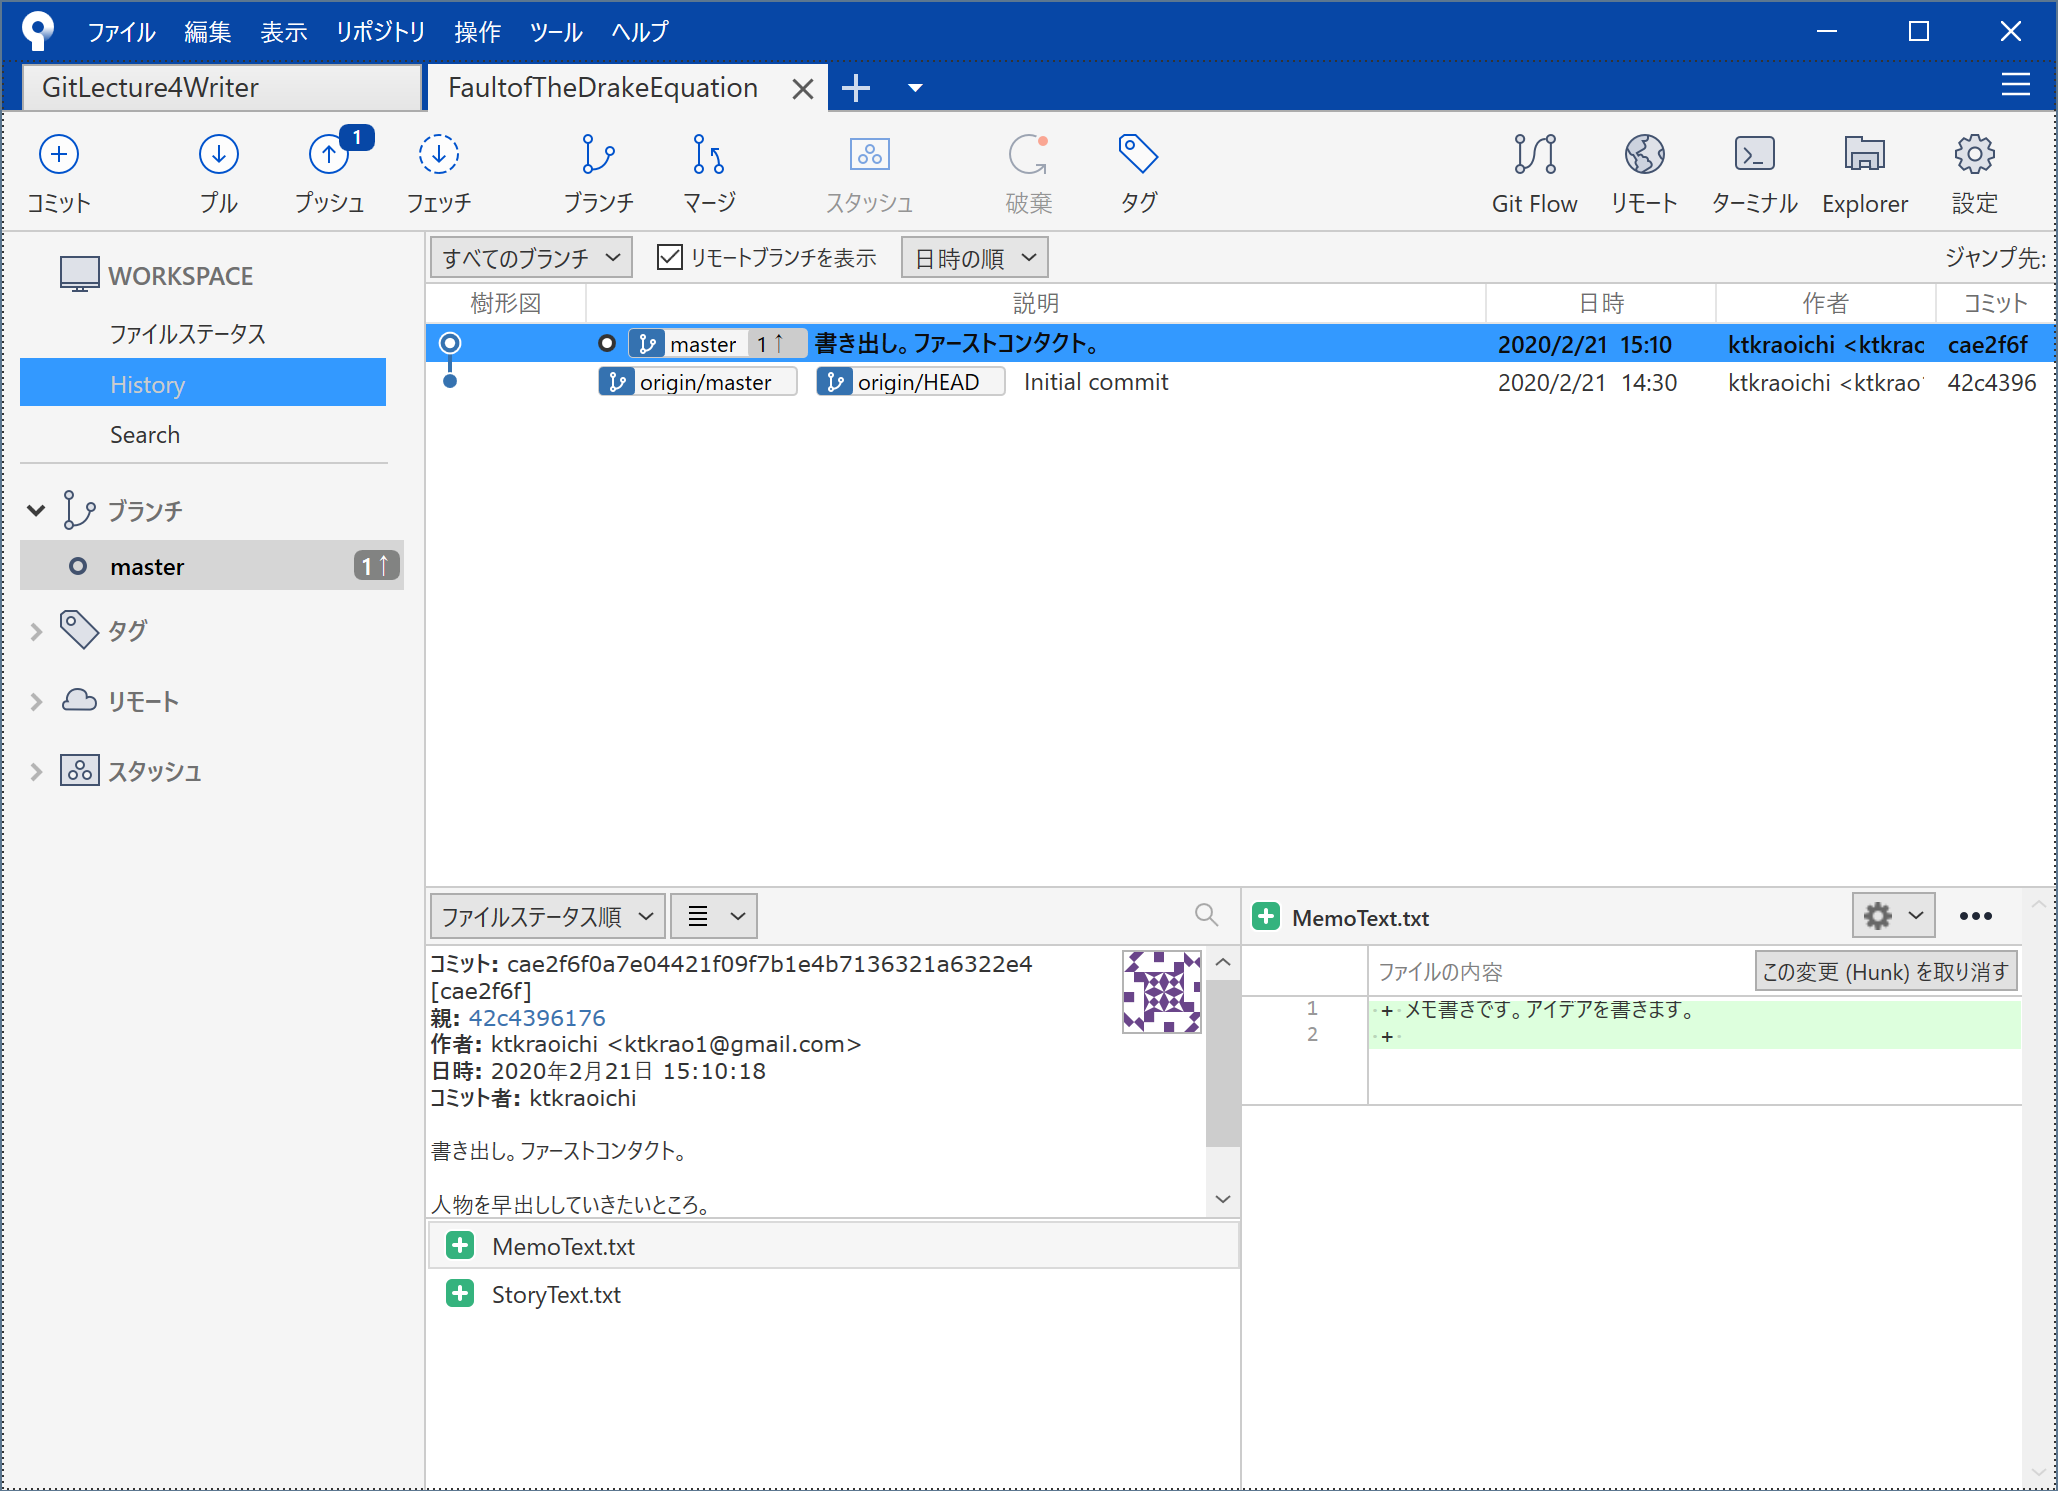 ファイル 編集 表示 リポジトリ 操作 ツール ヘルプ
GitLecture4Writer FaultofTheDrakeEquation
1
コミット プル プッシュ フェッチ ブランチ マージ スタッシュ 破棄 タグ Git Flow リモート ターミナル Explorer 設定
WORKSPACE
ファイルステータス
History
Search
ブランチ
master 1↑
タグ
リモート
スタッシュ
すべてのブランチ リモートブランチを表示 日時の順 ジャンプ先:
樹形図 説明 日時 作者 コミット
master 1↑ 書き出し。ファーストコンタクト。 2020/2/21 15:10 ktkraoichi <ktkrao cae2f6f
origin/master origin/HEAD Initial commit 2020/2/21 14:30 ktkraoichi <ktkrao 42c4396
ファイルステータス順
コミット: cae2f6f0a7e04421f09f7b1e4b7136321a6322e4
[cae2f6f]
親: 42c4396176
作者: ktkraoichi <ktkrao1@gmail.com>
日時: 2020年2月21日 15:10:18
コミット者: ktkraoichi
書き出し。ファーストコンタクト。
人物を早出ししていきたいところ。
MemoText.txt
StoryText.txt
MemoText.txt
ファイルの内容 この変更 (Hunk) を取り消す
1 + メモ書きです。アイデアを書きます。
2 +